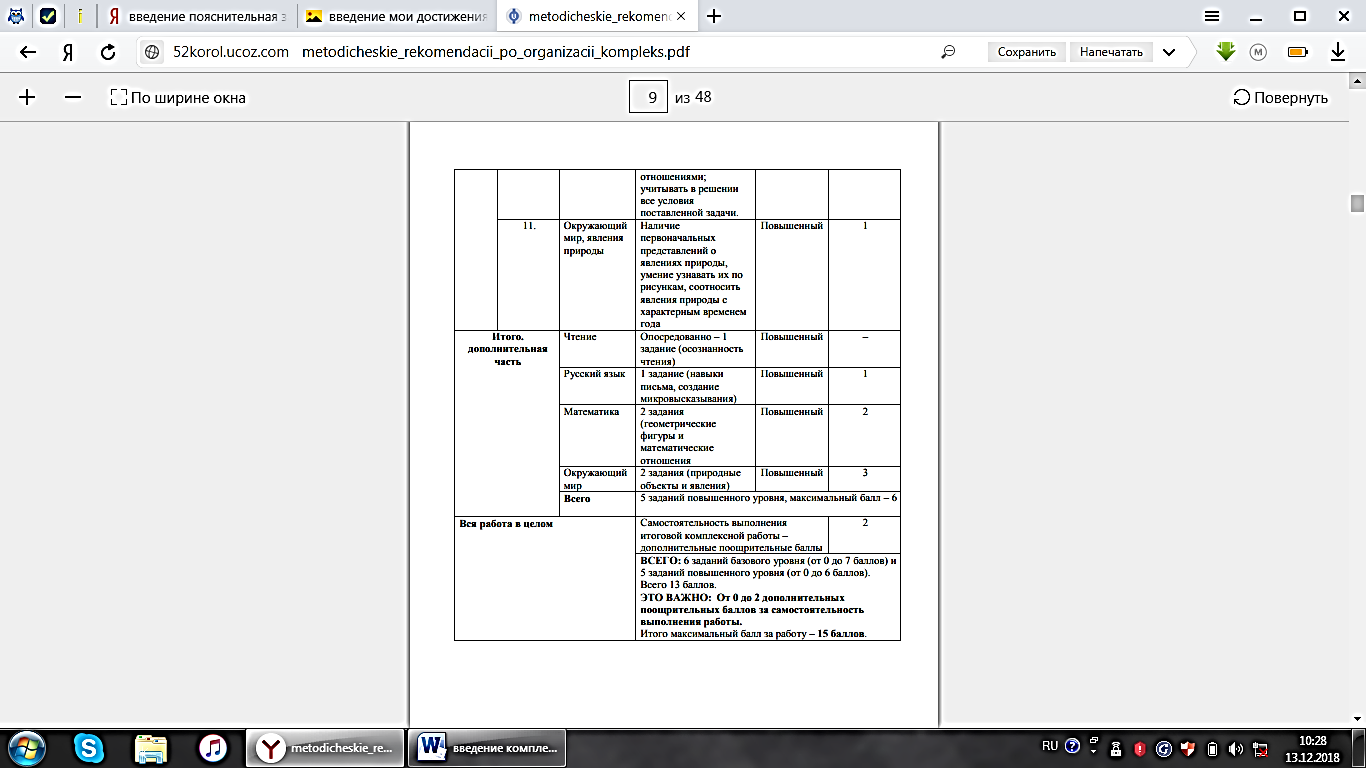 введение пояснительная з
введение мои достижения
metodicheskie_rekomen
52korol.ucoz.com metodicheskie_rekomendacii_po_organizacii_kompleks.pdf
Сохранить
Напечатать
По ширине окна
9 из 48
Повернуть
отношениями;
учитывать в решении
все условия
поставленной задачи.
11.
Окружающий
мир, явления
природы
Наличие
первоначальных
представлений о
явлениях природы,
умение узнавать их по
рисункам, соотносить
явления природы с
характерным временем
года
Повышенный
1
Итого.
дополнительная
часть
Чтение
Опосредованно – 1
задание (осознанность
чтения)
Повышенный
–
Русский язык
1 задание (навыки
письма, создание
микровысказывания)
Повышенный
1
Математика
2 задания
(геометрические
фигуры и
математические
отношения
Повышенный
2
Окружающий
мир
2 задания (природные
объекты и явления)
Повышенный
3
Всего
5 заданий повышенного уровня, максимальный балл – 6
Вся работа в целом
Самостоятельность выполнения
итоговой комплексной работы –
дополнительные поощрительные баллы
2
ВСЕГО: 6 заданий базового уровня (от 0 до 7 баллов) и
5 заданий повышенного уровня (от 0 до 6 баллов).
Всего 13 баллов.
ЭТО ВАЖНО: От 0 до 2 дополнительных
поощрительных баллов за самостоятельность
выполнения работы.
Итого максимальный балл за работу – 15 баллов.
metodicheskie_re...
введение компле...
RU
10:28
13.12.2018